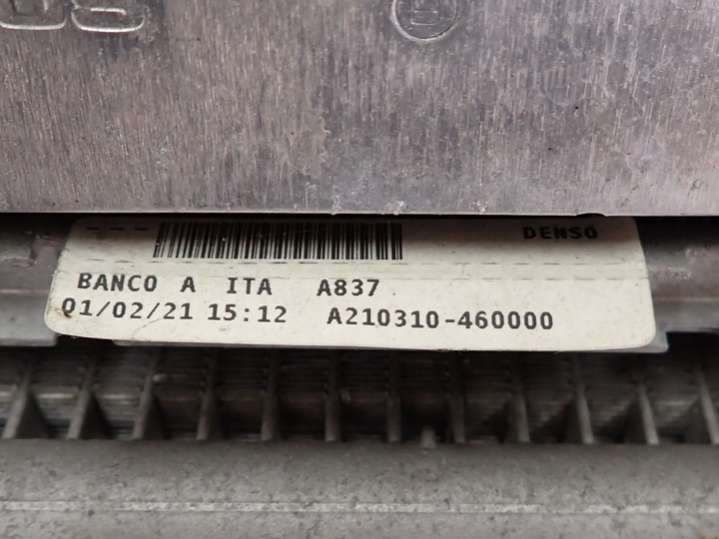 DENSO
BANCO A ITA A837
01/02/21 15:12 A210310-460000